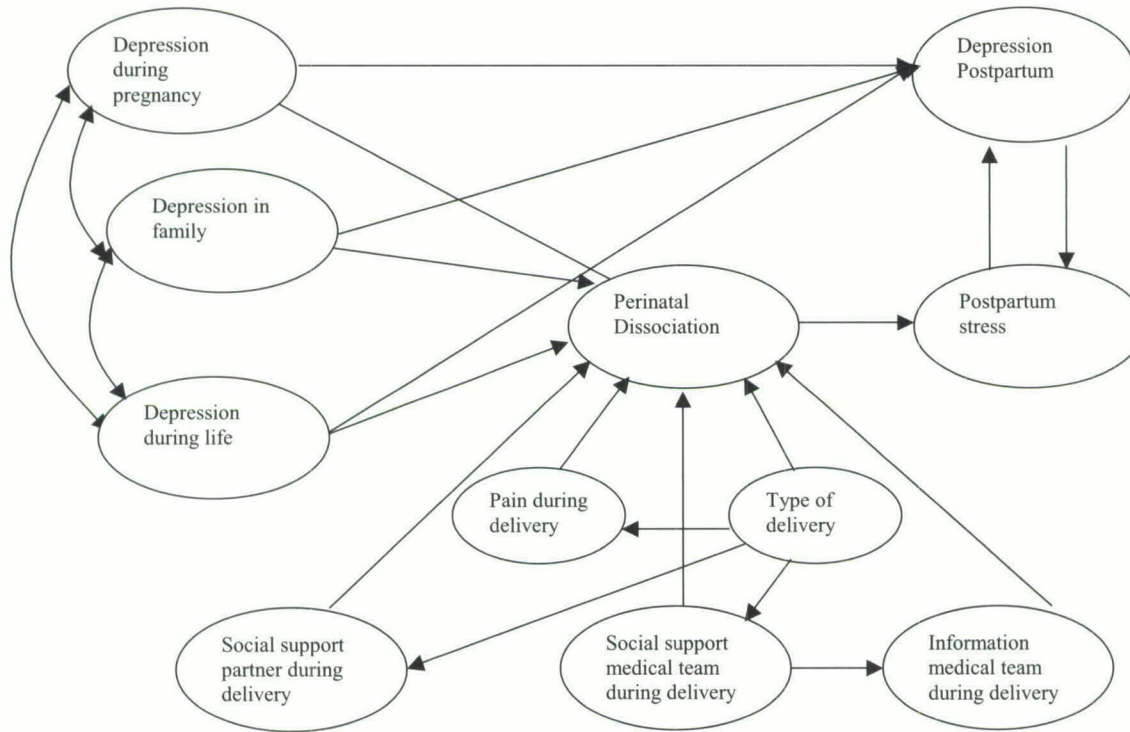 Depression
during
pregnancy
Depression
Postpartum
Depression in
family
Perinatal
Dissociation
Postpartum
stress
Depression
during life
Pain during
delivery
Type of
delivery
Social support
partner during
delivery
Social support
medical team
during delivery
Information
medical team
during delivery